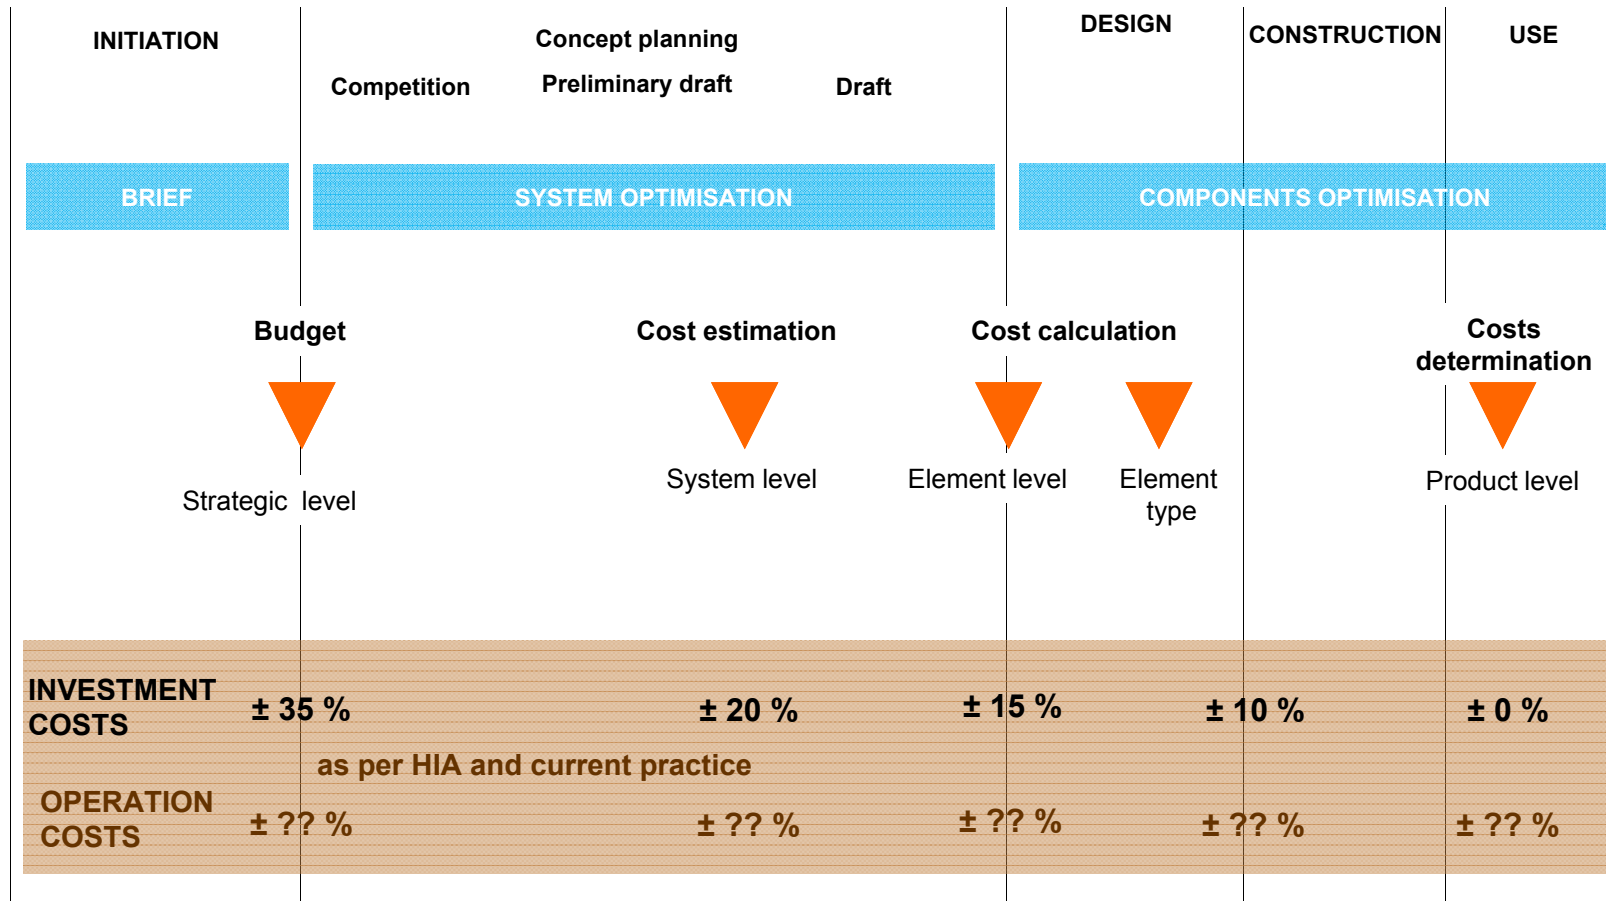 INITIATION
Concept planning
DESIGN
CONSTRUCTION
USE
Competition
Preliminary draft
Draft
BRIEF
SYSTEM OPTIMISATION
COMPONENTS OPTIMISATION
Budget
Cost estimation
Cost calculation
Costs
determination
Strategic level
System level
Element level
Element
type
Product level
INVESTMENT
COSTS
± 35 %
± 20 %
± 15 %
± 10 %
± 0 %
as per HIA and current practice
OPERATION
COSTS
± ?? %
± ?? %
± ?? %
± ?? %
± ?? %